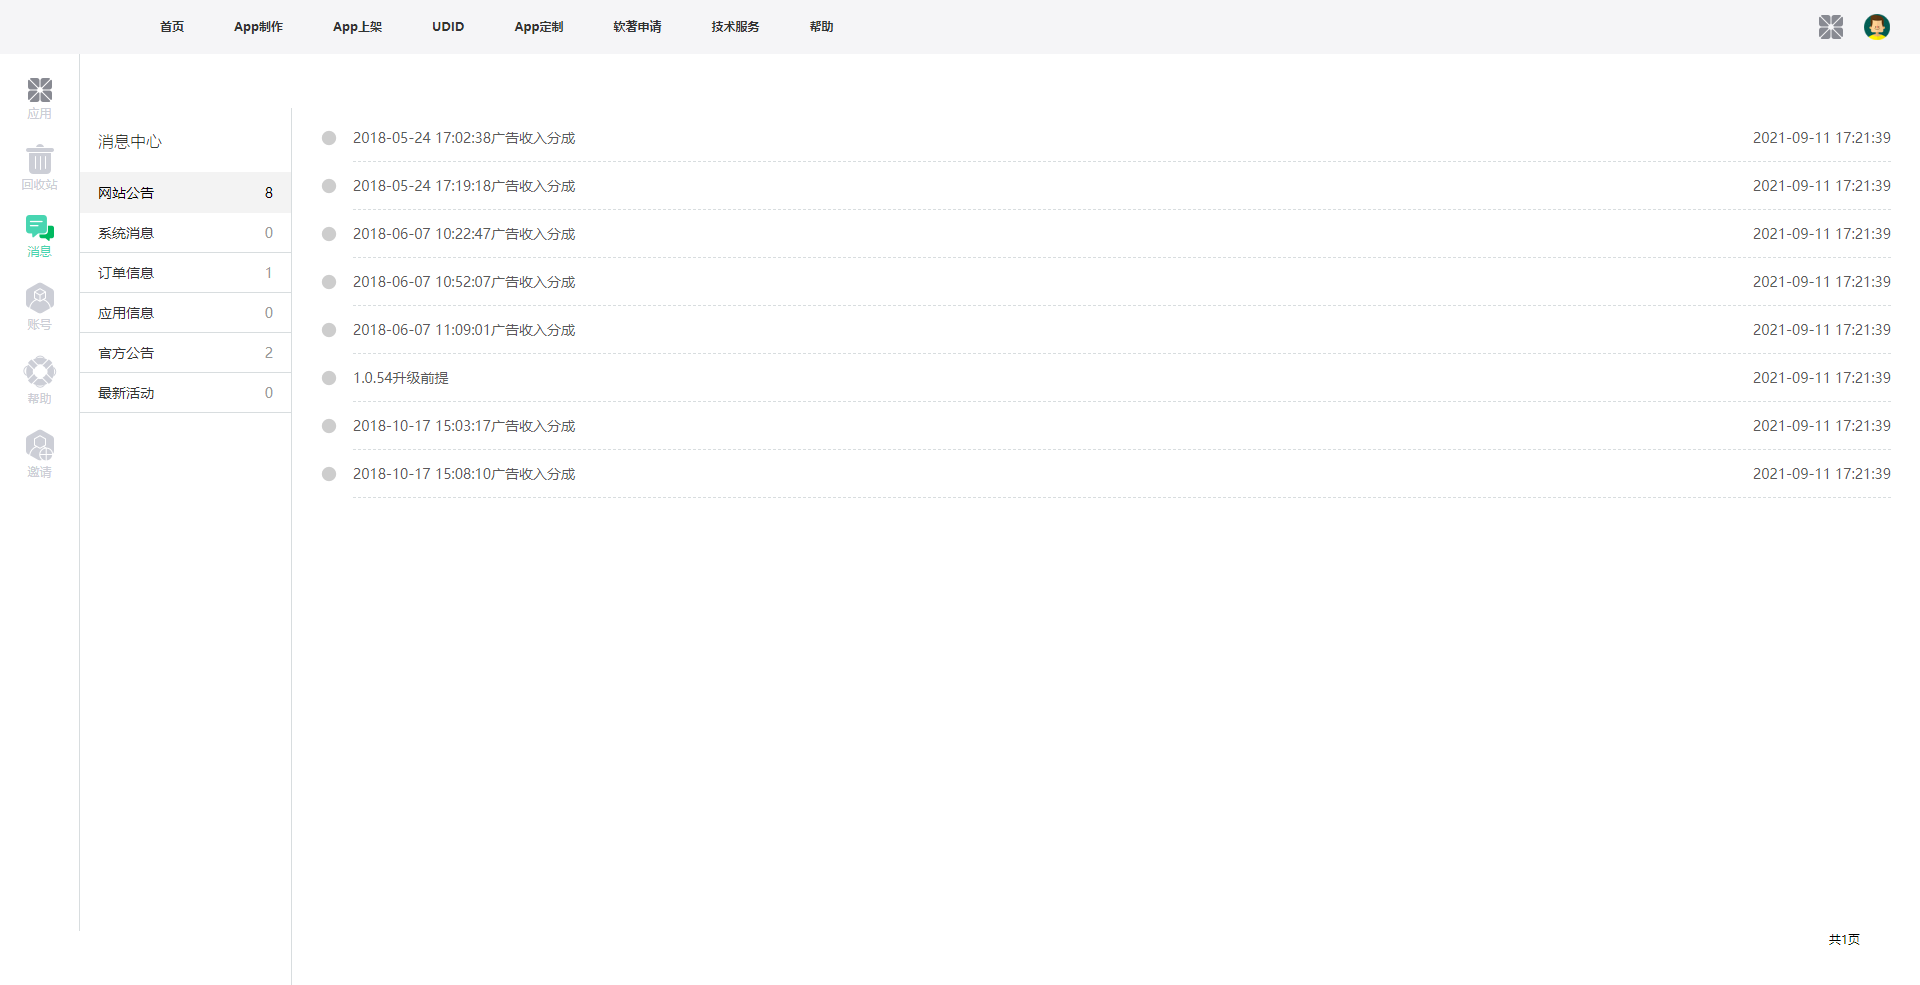 首页 App制作 App上架 UDID App定制 软著申请 技术服务 帮助
应用
回收站
消息
账号
帮助
邀请
消息中心
网站公告 8
系统消息 0
订单信息 1
应用信息 0
官方公告 2
最新活动 0
2018-05-24 17:02:38广告收入分成 2021-09-11 17:21:39
2018-05-24 17:19:18广告收入分成 2021-09-11 17:21:39
2018-06-07 10:22:47广告收入分成 2021-09-11 17:21:39
2018-06-07 10:52:07广告收入分成 2021-09-11 17:21:39
2018-06-07 11:09:01广告收入分成 2021-09-11 17:21:39
1.0.54升级前提 2021-09-11 17:21:39
2018-10-17 15:03:17广告收入分成 2021-09-11 17:21:39
2018-10-17 15:08:10广告收入分成 2021-09-11 17:21:39
共1页